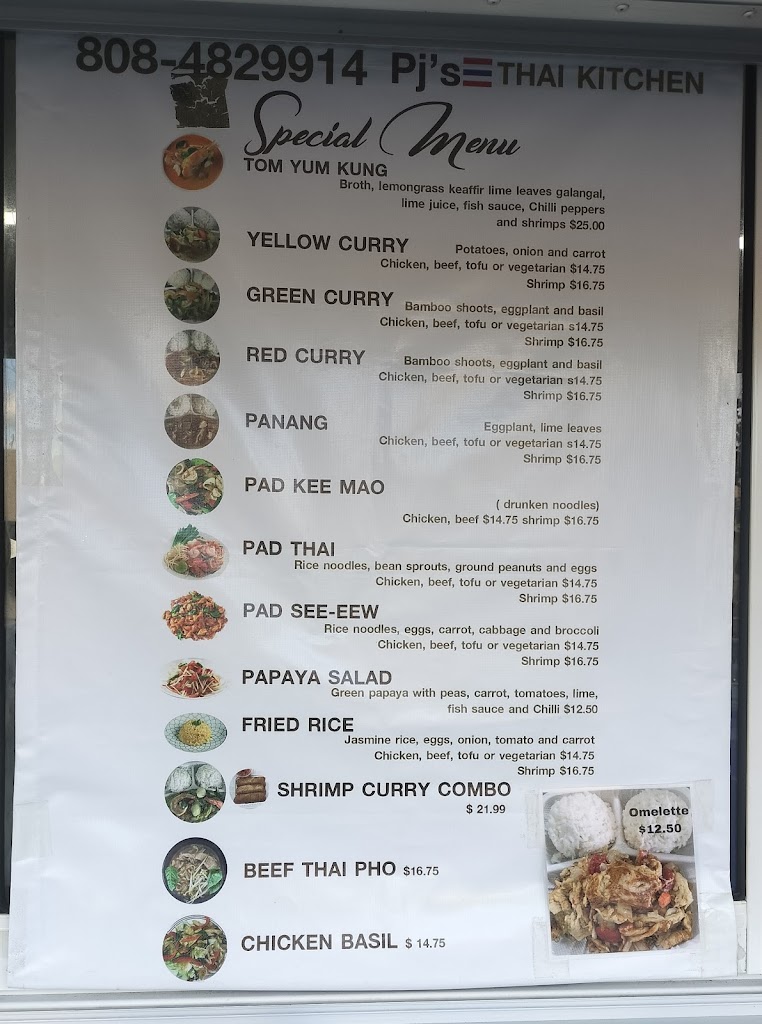 808-4829914 Pj's THAI KITCHEN
Special Menu
TOM YUM KUNG
Broth, lemongrass keaffir lime leaves galangal,
lime juice, fish sauce, Chilli peppers
and shrimps $25.00
YELLOW CURRY
Potatoes, onion and carrot
Chicken, beef, tofu or vegetarian $14.75
Shrimp $16.75
GREEN CURRY
Bamboo shoots, eggplant and basil
Chicken, beef, tofu or vegetarian s14.75
Shrimp $16.75
RED CURRY
Bamboo shoots, eggplant and basil
Chicken, beef, tofu or vegetarian s14.75
Shrimp $16.75
PANANG
Eggplant, lime leaves
Chicken, beef, tofu or vegetarian s14.75
Shrimp $16.75
PAD KEE MAO
( drunken noodles)
Chicken, beef $14.75 shrimp $16.75
PAD THAI
Rice noodles, bean sprouts, ground peanuts and eggs
Chicken, beef, tofu or vegetarian $14.75
Shrimp $16.75
PAD SEE-EEW
Rice noodles, eggs, carrot, cabbage and broccoli
Chicken, beef, tofu or vegetarian $14.75
Shrimp $16.75
PAPAYA SALAD
Green papaya with peas, carrot, tomatoes, lime,
fish sauce and Chilli $12.50
FRIED RICE
Jasmine rice, eggs, onion, tomato and carrot
Chicken, beef, tofu or vegetarian $14.75
Shrimp $16.75
SHRIMP CURRY COMBO
$ 21.99
Omelette
$12.50
BEEF THAI PHO $16.75
CHICKEN BASIL $ 14.75